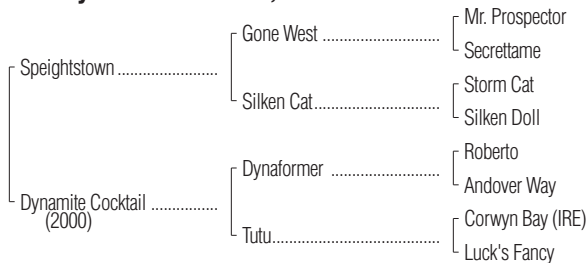 Mr. Prospector
Gone West ..........................
Secrettame
Speightstown ......................
Storm Cat
Silken Cat............................
Silken Doll
Roberto
Dynaformer ........................
Andover Way
Dynamite Cocktail ...............
(2000)
Corwyn Bay (IRE)
Tutu.....................................
Luck's Fancy